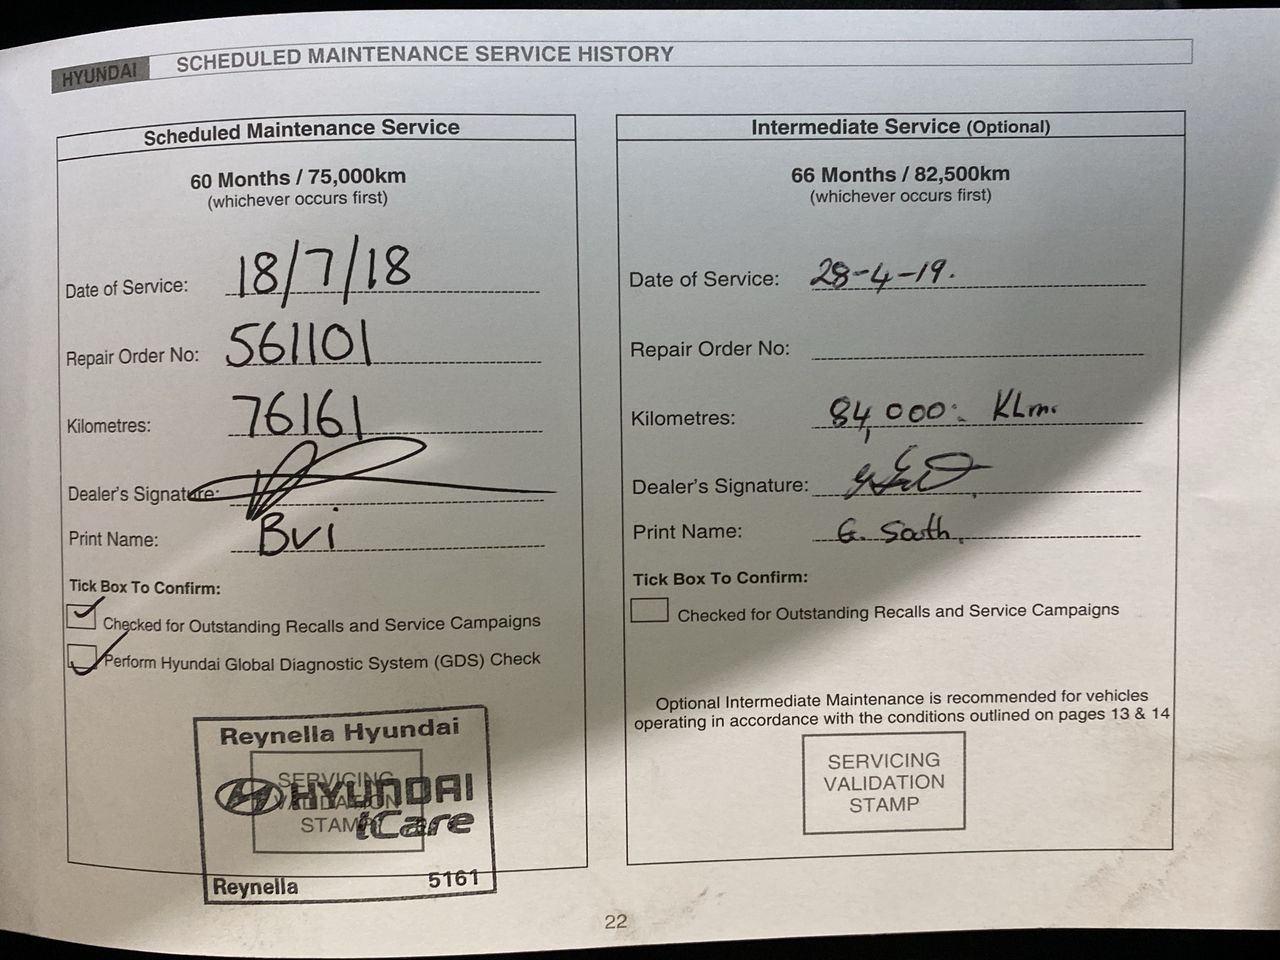 HYUNDAI SCHEDULED MAINTENANCE SERVICE HISTORY
Scheduled Maintenance Service
60 Months / 75,000km
(whichever occurs first)
Date of Service: 18/7/18
Repair Order No: 561101
Kilometres: 76161
Dealer's Signature:
Print Name: Bvi
Tick Box To Confirm:
Checked for Outstanding Recalls and Service Campaigns
Perform Hyundai Global Diagnostic System (GDS) Check
Reynella Hyundai
SERVICING
VALIDATION
STAMP
HYUNDAI
iCare
Reynella 5161
Intermediate Service (Optional)
66 Months / 82,500km
(whichever occurs first)
Date of Service: 28-4-19.
Repair Order No:
Kilometres: 84,000. KLm.
Dealer's Signature:
Print Name: G.
Tick Box To Confirm:
Checked for Outstanding Recalls and Service Campaigns
Optional Intermediate Maintenance is recommended for vehicles
operating in accordance with the conditions outlined on pages 13 & 14
SERVICING
VALIDATION
STAMP
22